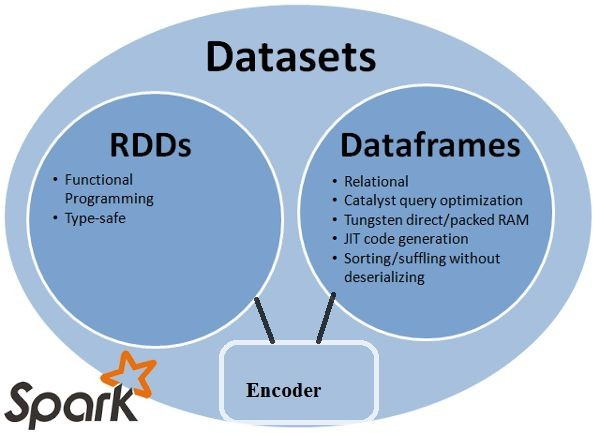 Datasets
RDDs
• Functional
Programming
• Type-safe
Dataframes
• Relational
• Catalyst query optimization
• Tungsten direct/packed RAM
• JIT code generation
• Sorting/suffling without
deserializing
Encoder
Spark